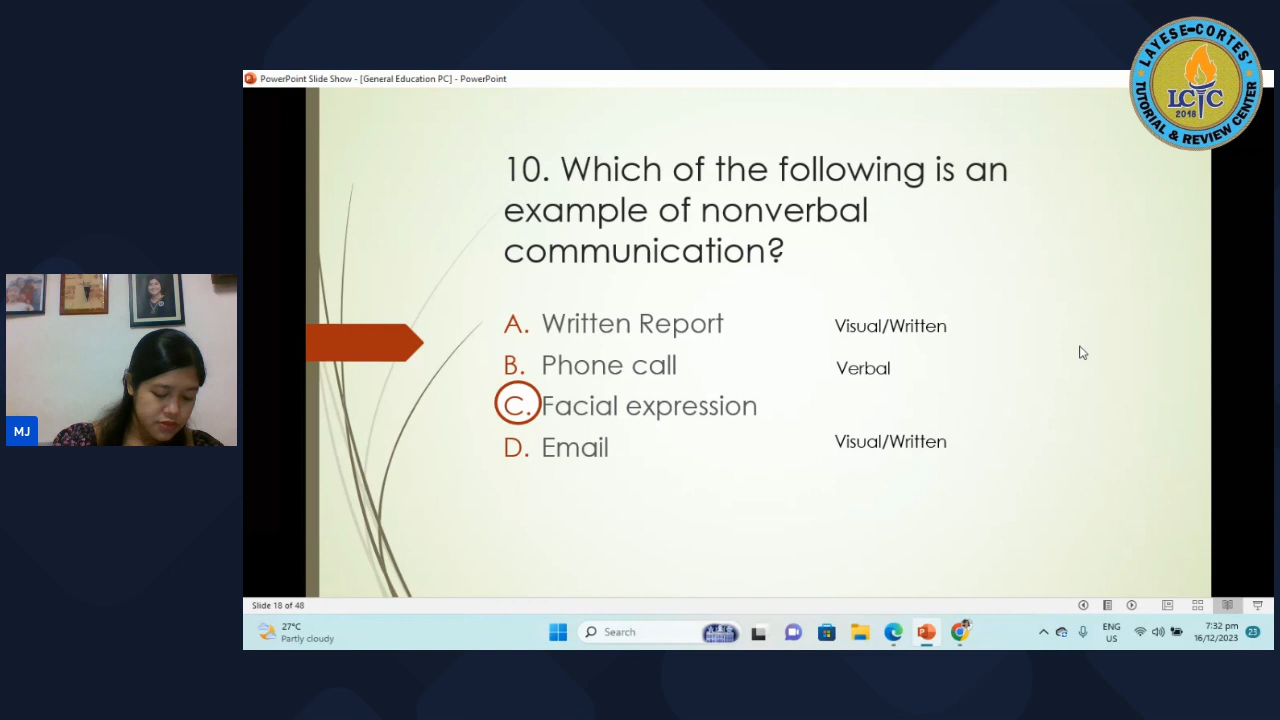 LAYESE-CORTES'
LCTC
2018
TUTORIAL & REVIEW CENTER
PowerPoint Slide Show - [General Education PC] - PowerPoint
10. Which of the following is an
example of nonverbal
communication?
A. Written Report Visual/Written
B. Phone call Verbal
C. Facial expression
D. Email Visual/Written
MJ
Slide 18 of 48
27°C
Partly cloudy
Search
ENG
US
7:32 pm
16/12/2023
23